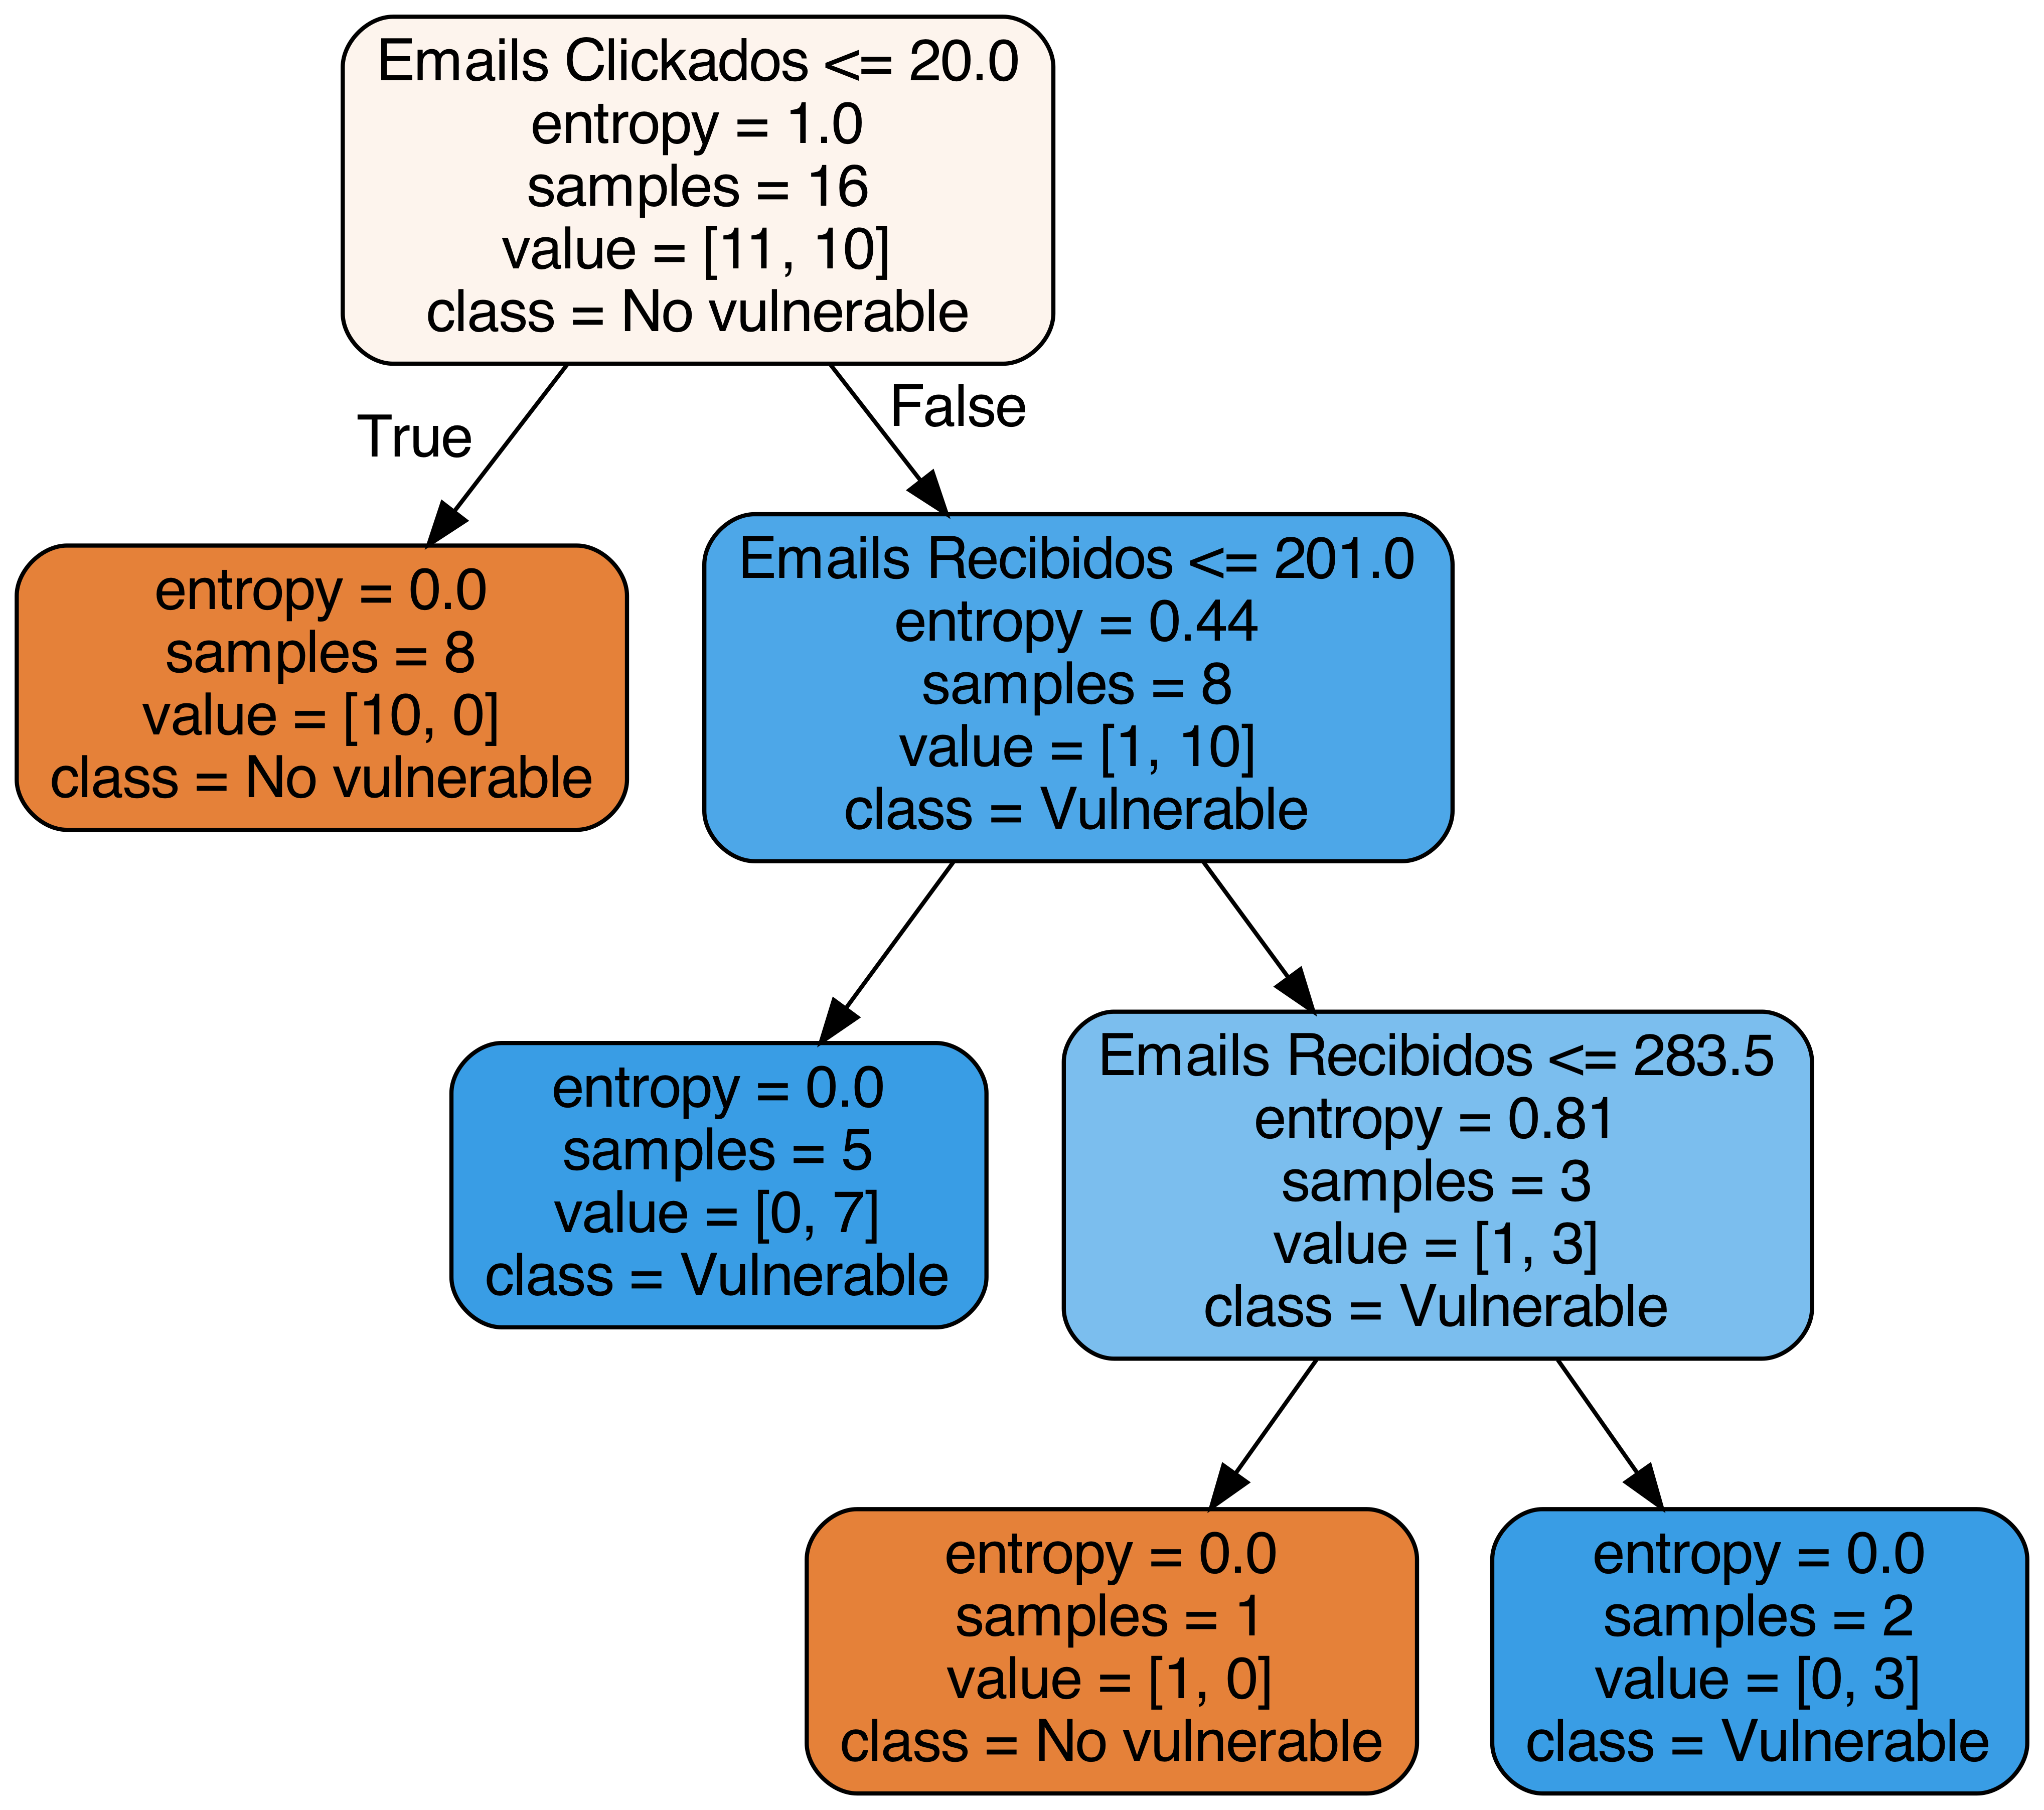 Emails Clickados <= 20.0
entropy = 1.0
samples = 16
value = [11, 10]
class = No vulnerable
True
False
entropy = 0.0
samples = 8
value = [10, 0]
class = No vulnerable
Emails Recibidos <= 201.0
entropy = 0.44
samples = 8
value = [1, 10]
class = Vulnerable
entropy = 0.0
samples = 5
value = [0, 7]
class = Vulnerable
Emails Recibidos <= 283.5
entropy = 0.81
samples = 3
value = [1, 3]
class = Vulnerable
entropy = 0.0
samples = 1
value = [1, 0]
class = No vulnerable
entropy = 0.0
samples = 2
value = [0, 3]
class = Vulnerable